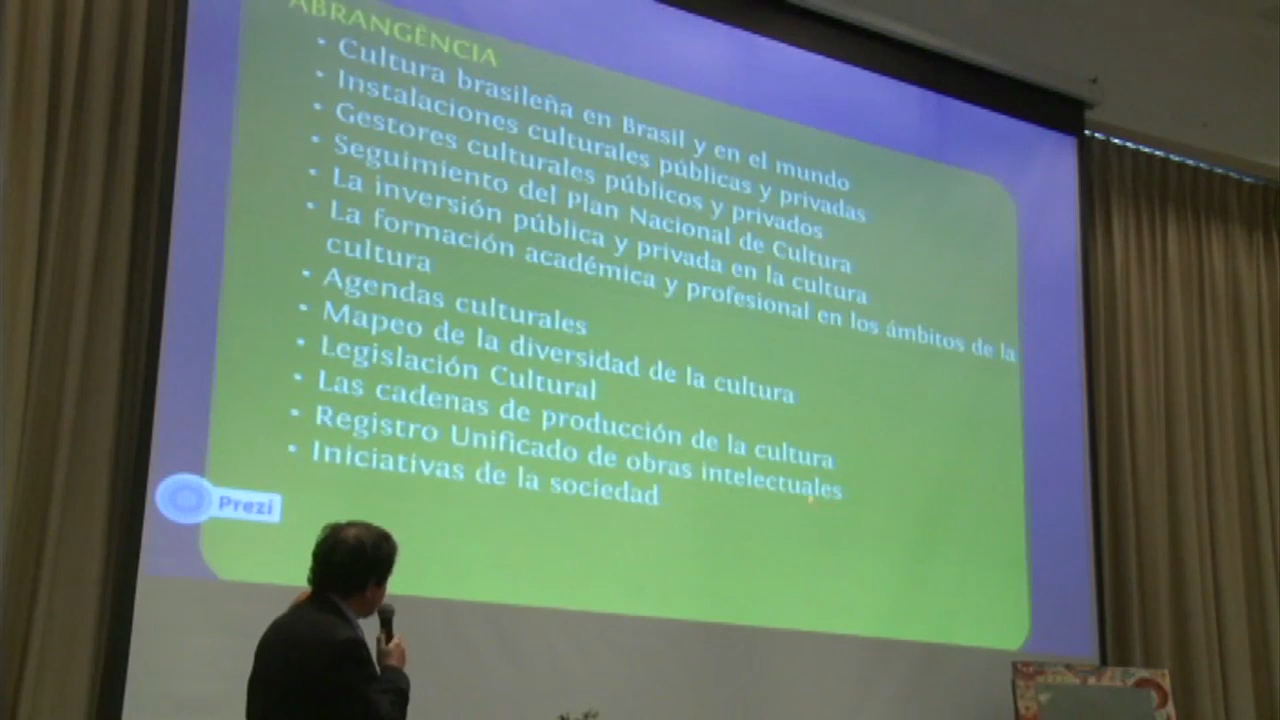 ABRANGÊNCIA
• Cultura brasileña en Brasil y en el mundo
• Instalaciones culturales públicas y privadas
• Gestores culturales públicos y privados
• Seguimiento del Plan Nacional de Cultura
• La inversión pública y privada en la cultura
• La formación académica y profesional en los ámbitos de la
cultura
• Agendas culturales
• Mapeo de la diversidad de la cultura
• Legislación Cultural
• Las cadenas de producción de la cultura
• Registro Unificado de obras intelectuales
• Iniciativas de la sociedad
Prezi